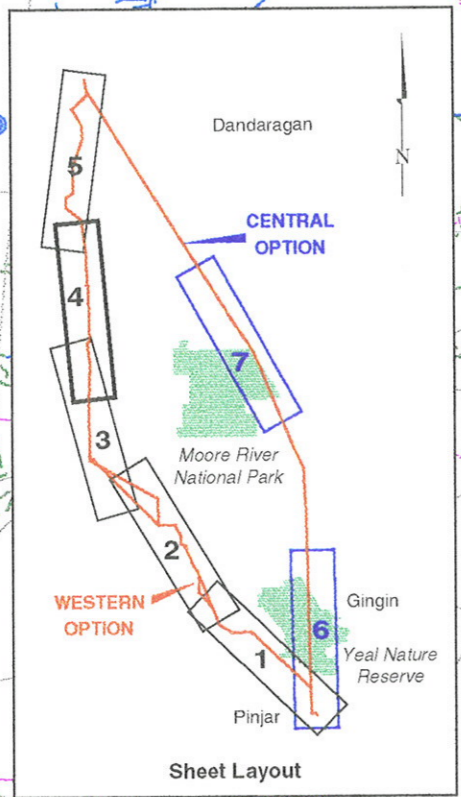 Dandaragan
N
5
CENTRAL
OPTION
4
7
3
Moore River
National Park
2
WESTERN
OPTION
Gingin
6
1
Yeal Nature
Reserve
Pinjar
Sheet Layout